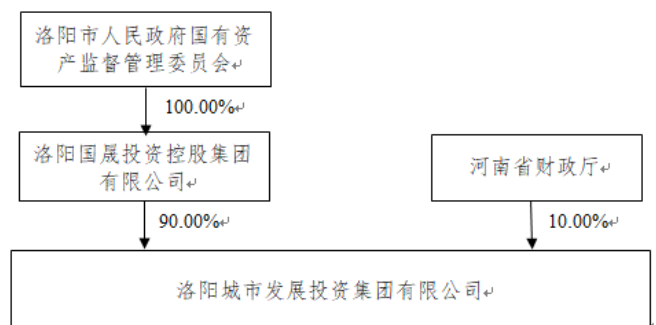 洛阳市人民政府国有资
产监督管理委员会↵
100.00%↵
洛阳国晟投资控股集团
有限公司↵
河南省财政厅↵
90.00%↵
10.00%↵
洛阳城市发展投资集团有限公司↵